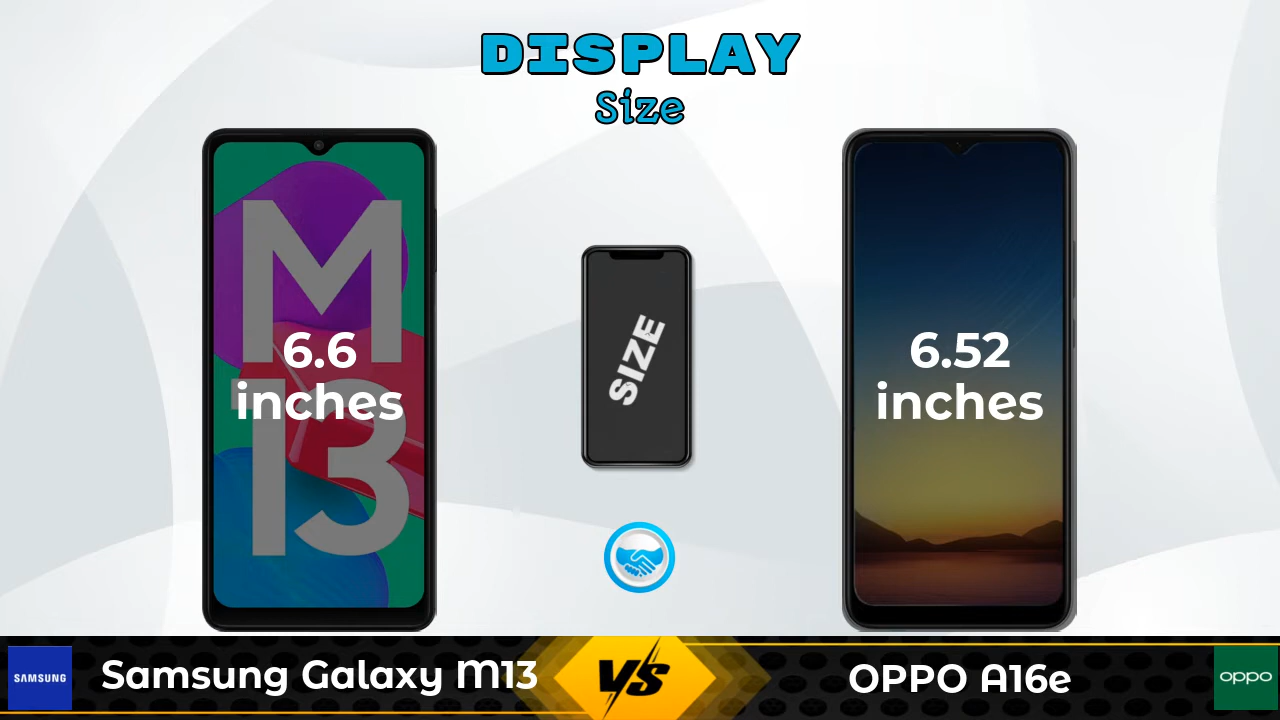 DISPLAY
Size
M
13
6.6
inches
SIZE
6.52
inches
SAMSUNG
Samsung Galaxy M13
VS
OPPO A16e
oppo